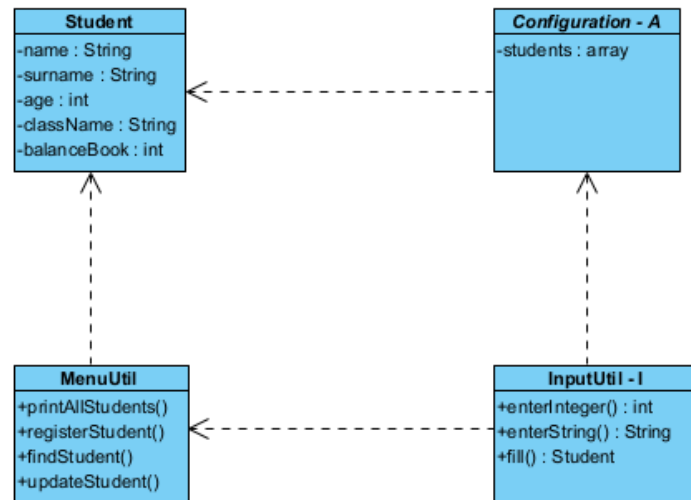 Student
-name : String
-surname : String
-age : int
-className : String
-balanceBook : int
Configuration - A
-students : array
MenuUtil
+printAllStudents()
+registerStudent()
+findStudent()
+updateStudent()
InputUtil - I
+enterInteger() : int
+enterString() : String
+fill() : Student